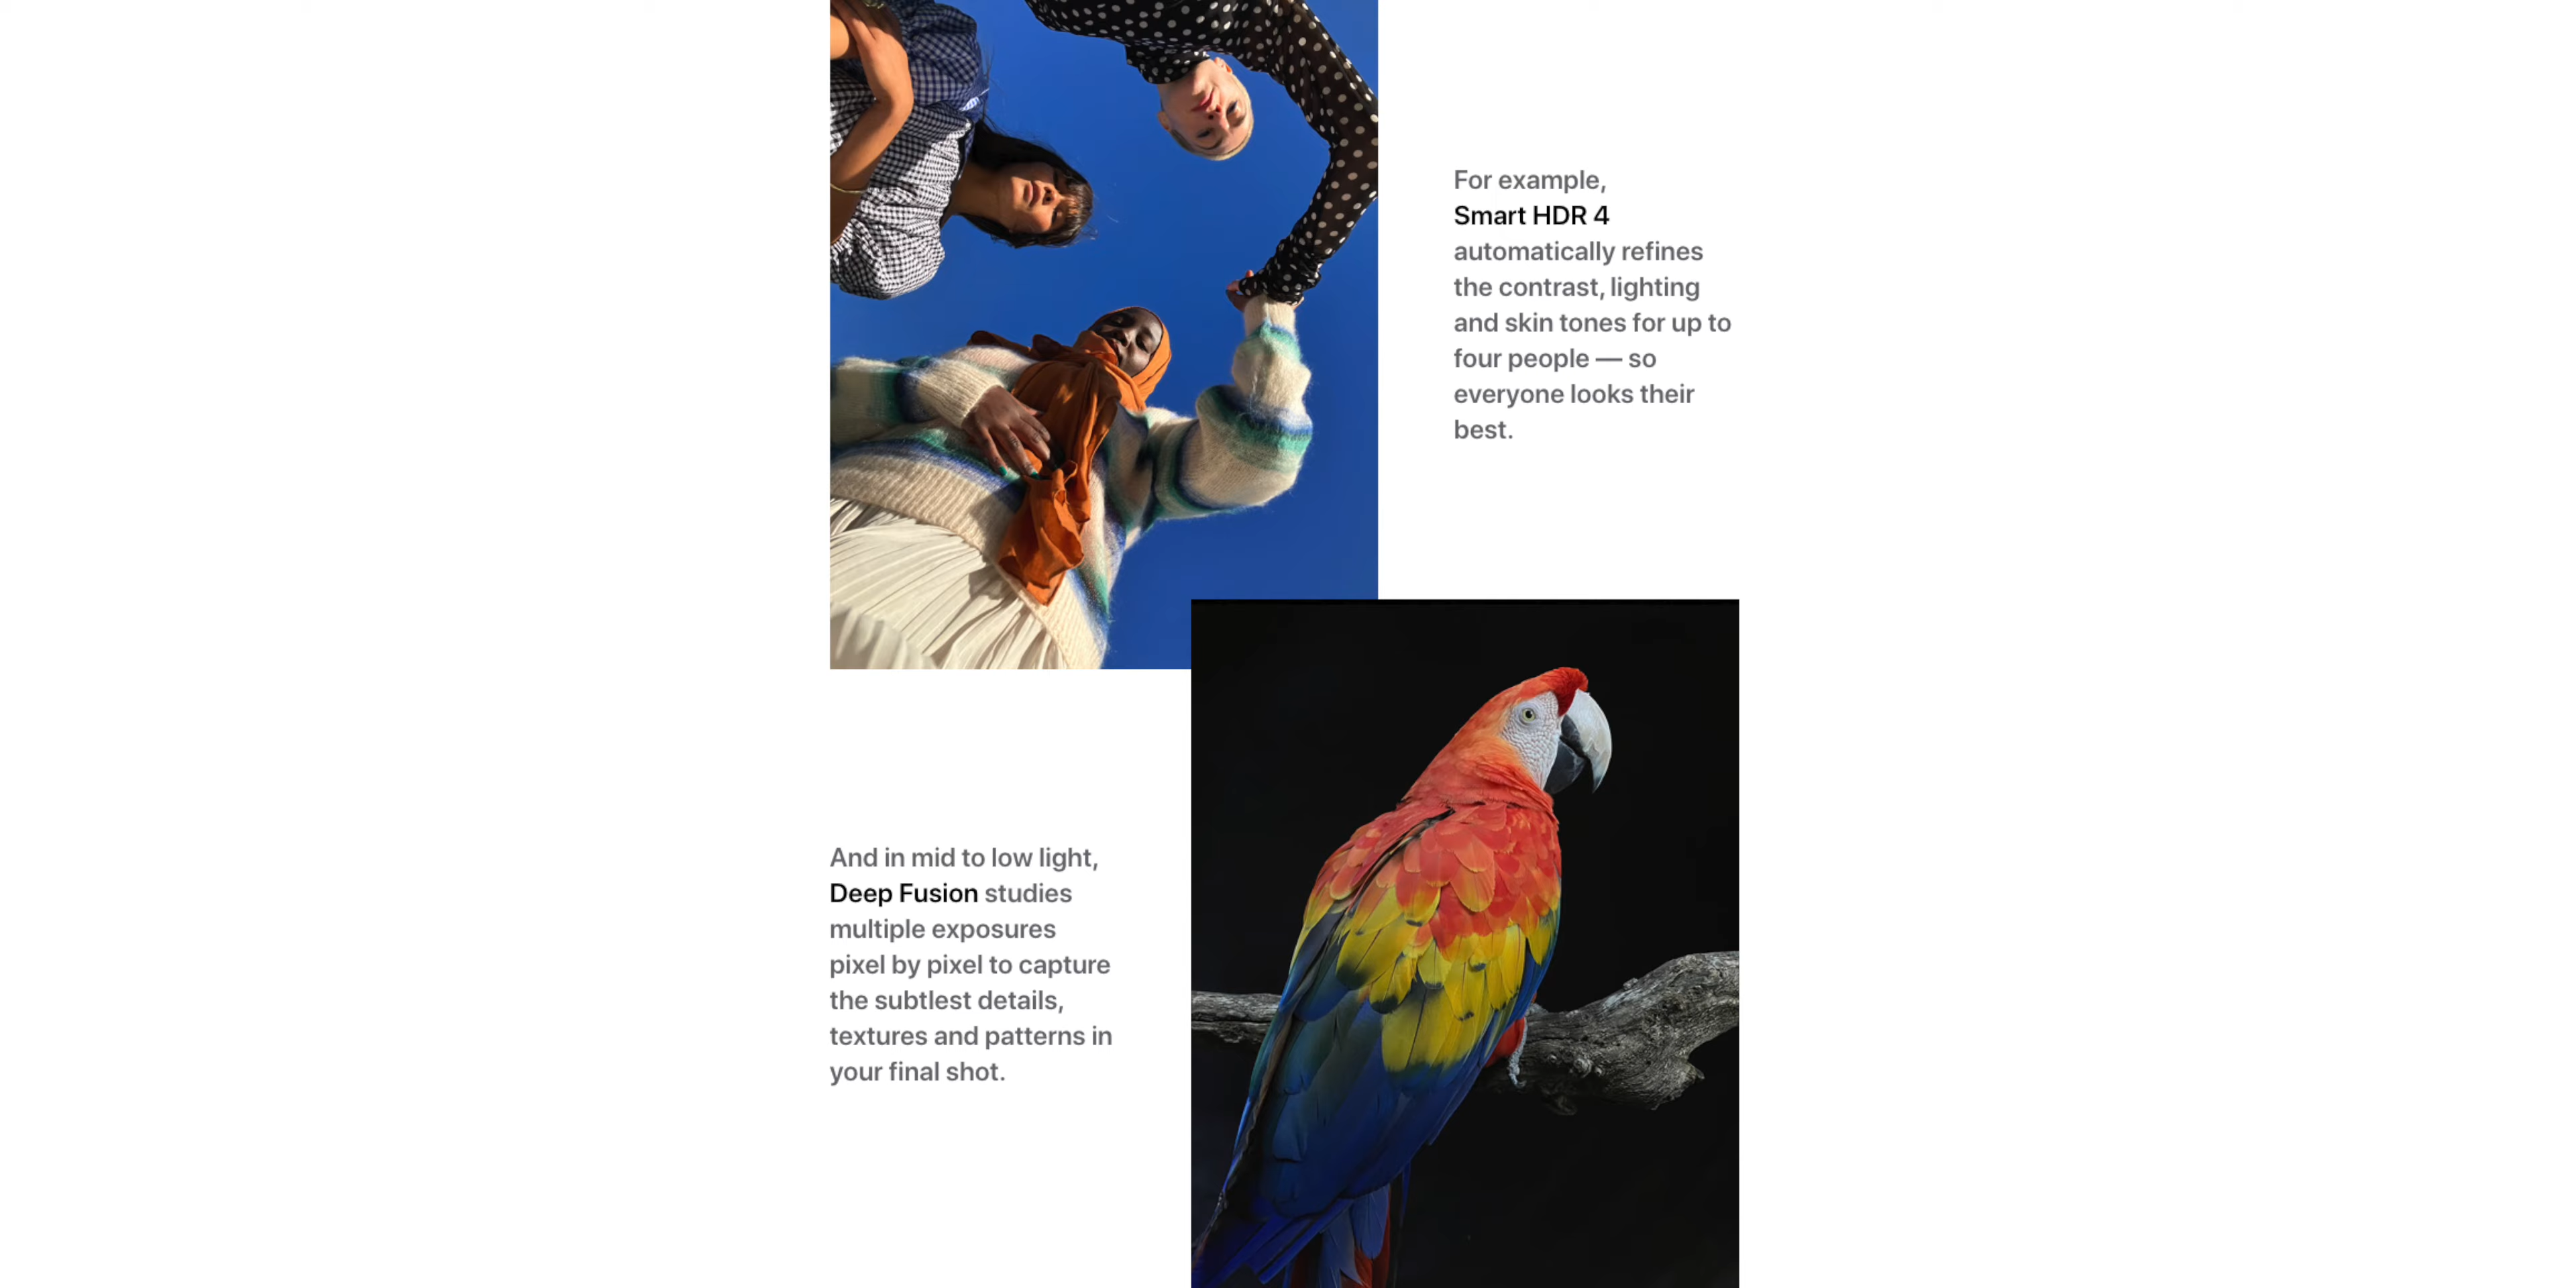 For example,
Smart HDR 4
automatically refines
the contrast, lighting
and skin tones for up to
four people — so
everyone looks their
best.
And in mid to low light,
Deep Fusion studies
multiple exposures
pixel by pixel to capture
the subtlest details,
textures and patterns in
your final shot.